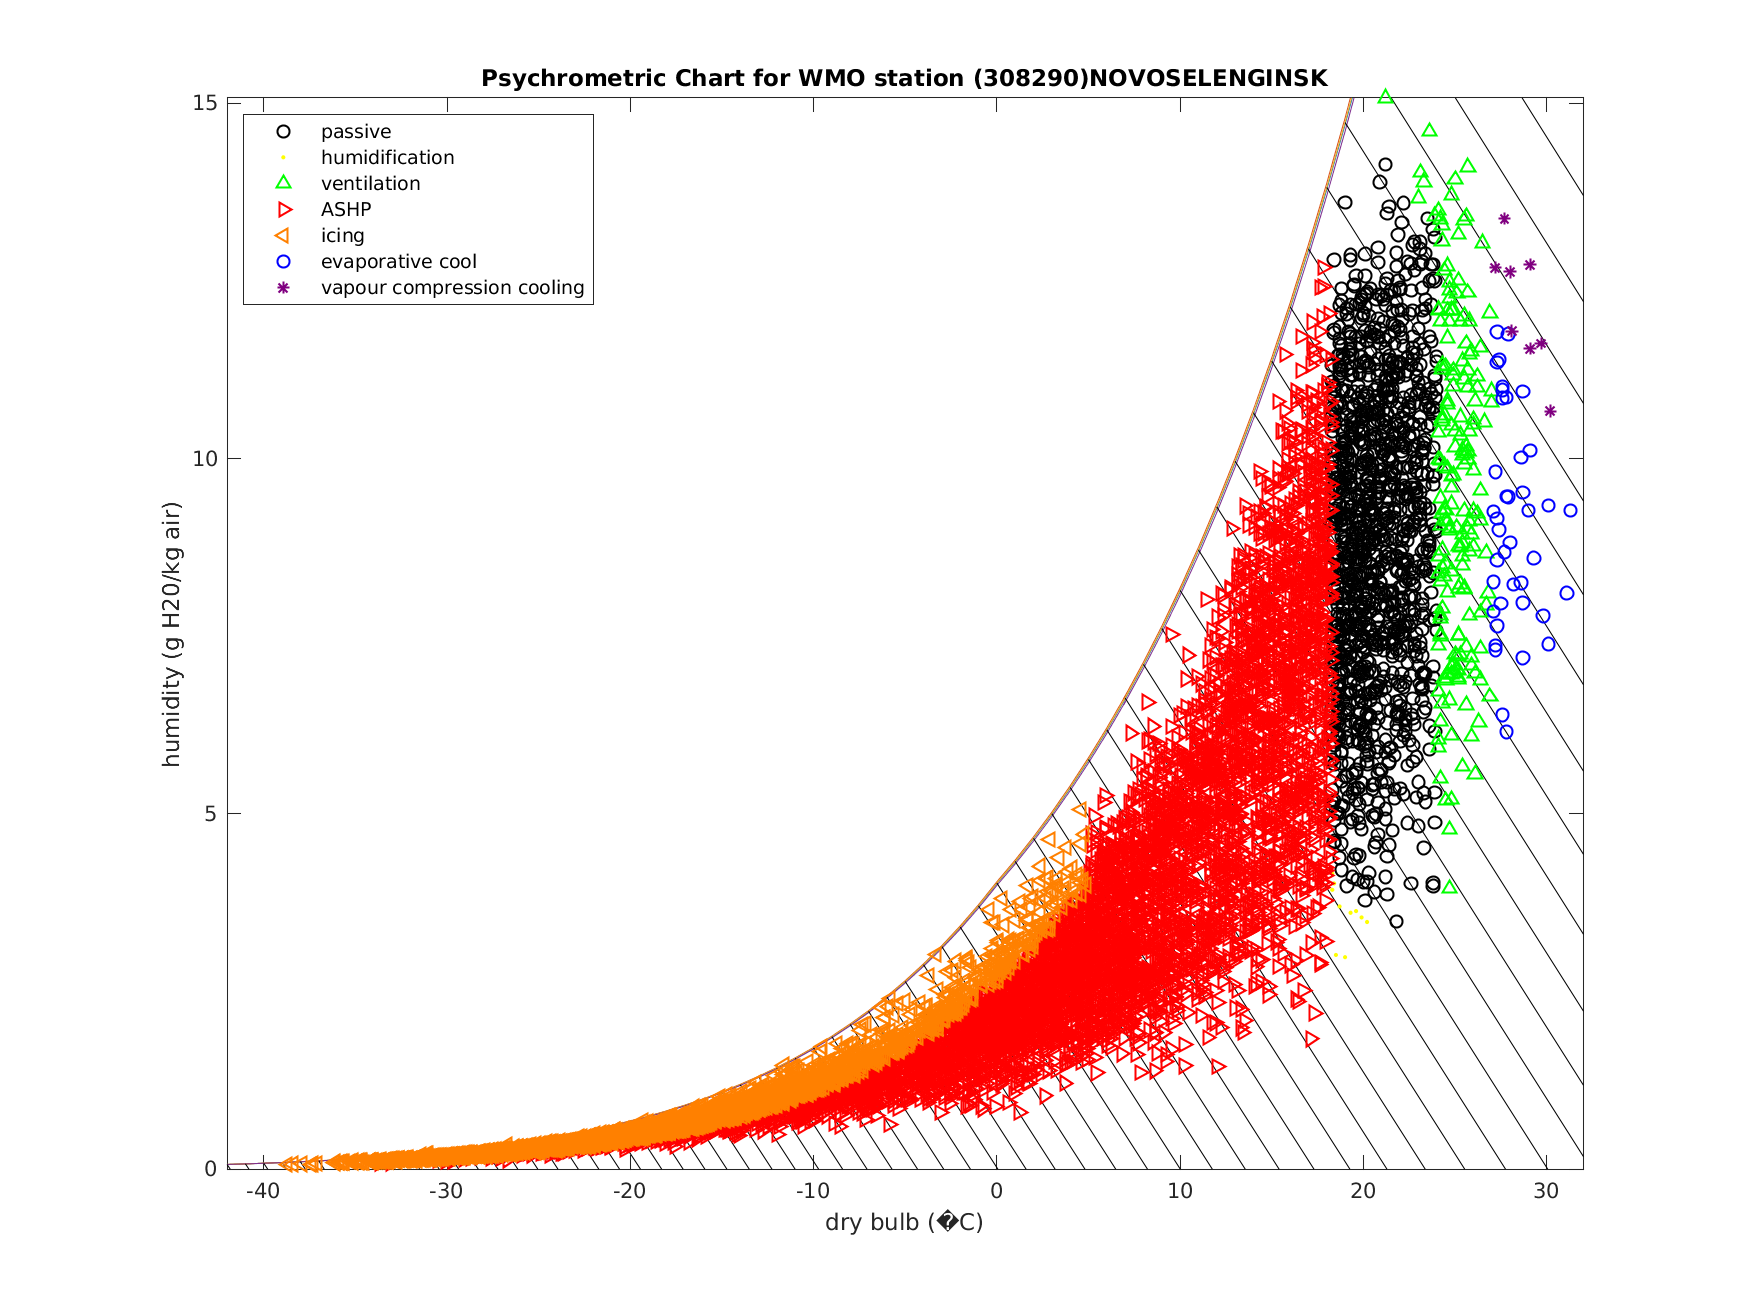 Psychrometric Chart for WMO station (308290)NOVOSELENGINSK
15
passive
humidification
ventilation
ASHP
icing
evaporative cool
vapour compression cooling
10
humidity (g H20/kg air)
5
0
-40 -30 -20 -10 0 10 20 30
dry bulb (�C)